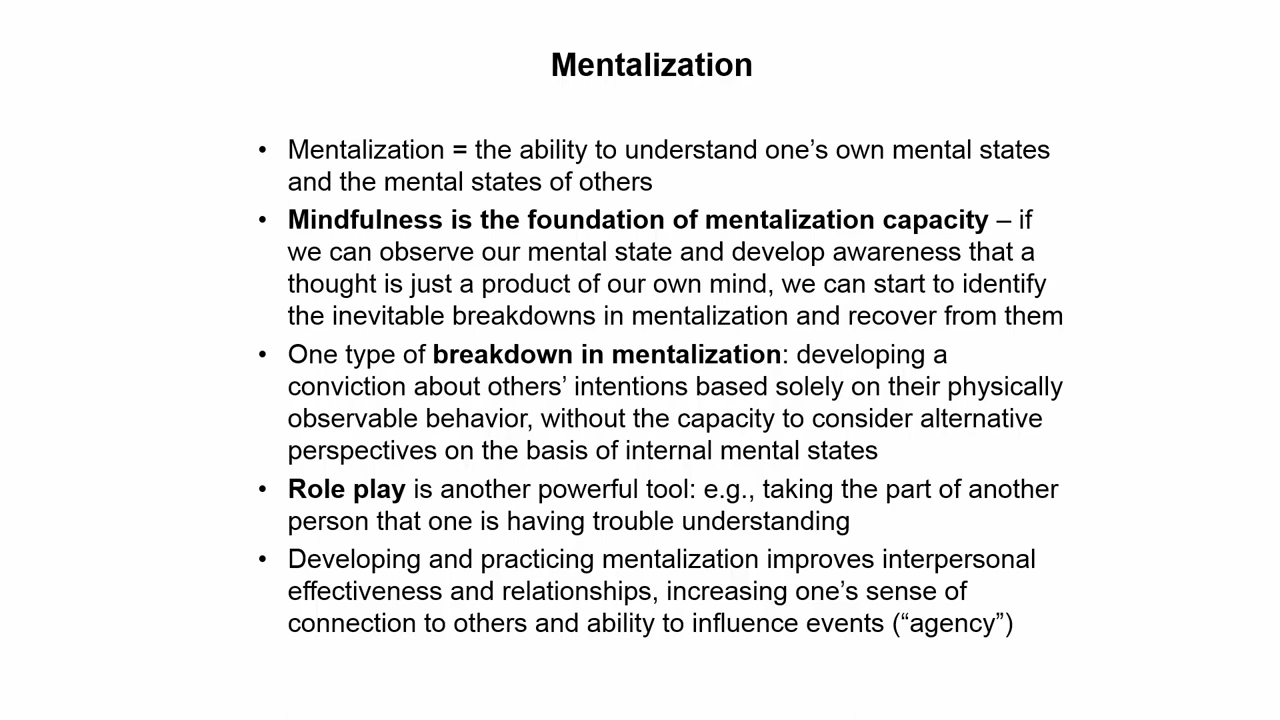 Mentalization
• Mentalization = the ability to understand one’s own mental states
and the mental states of others
• Mindfulness is the foundation of mentalization capacity – if
we can observe our mental state and develop awareness that a
thought is just a product of our own mind, we can start to identify
the inevitable breakdowns in mentalization and recover from them
• One type of breakdown in mentalization: developing a
conviction about others’ intentions based solely on their physically
observable behavior, without the capacity to consider alternative
perspectives on the basis of internal mental states
• Role play is another powerful tool: e.g., taking the part of another
person that one is having trouble understanding
• Developing and practicing mentalization improves interpersonal
effectiveness and relationships, increasing one’s sense of
connection to others and ability to influence events (“agency”)